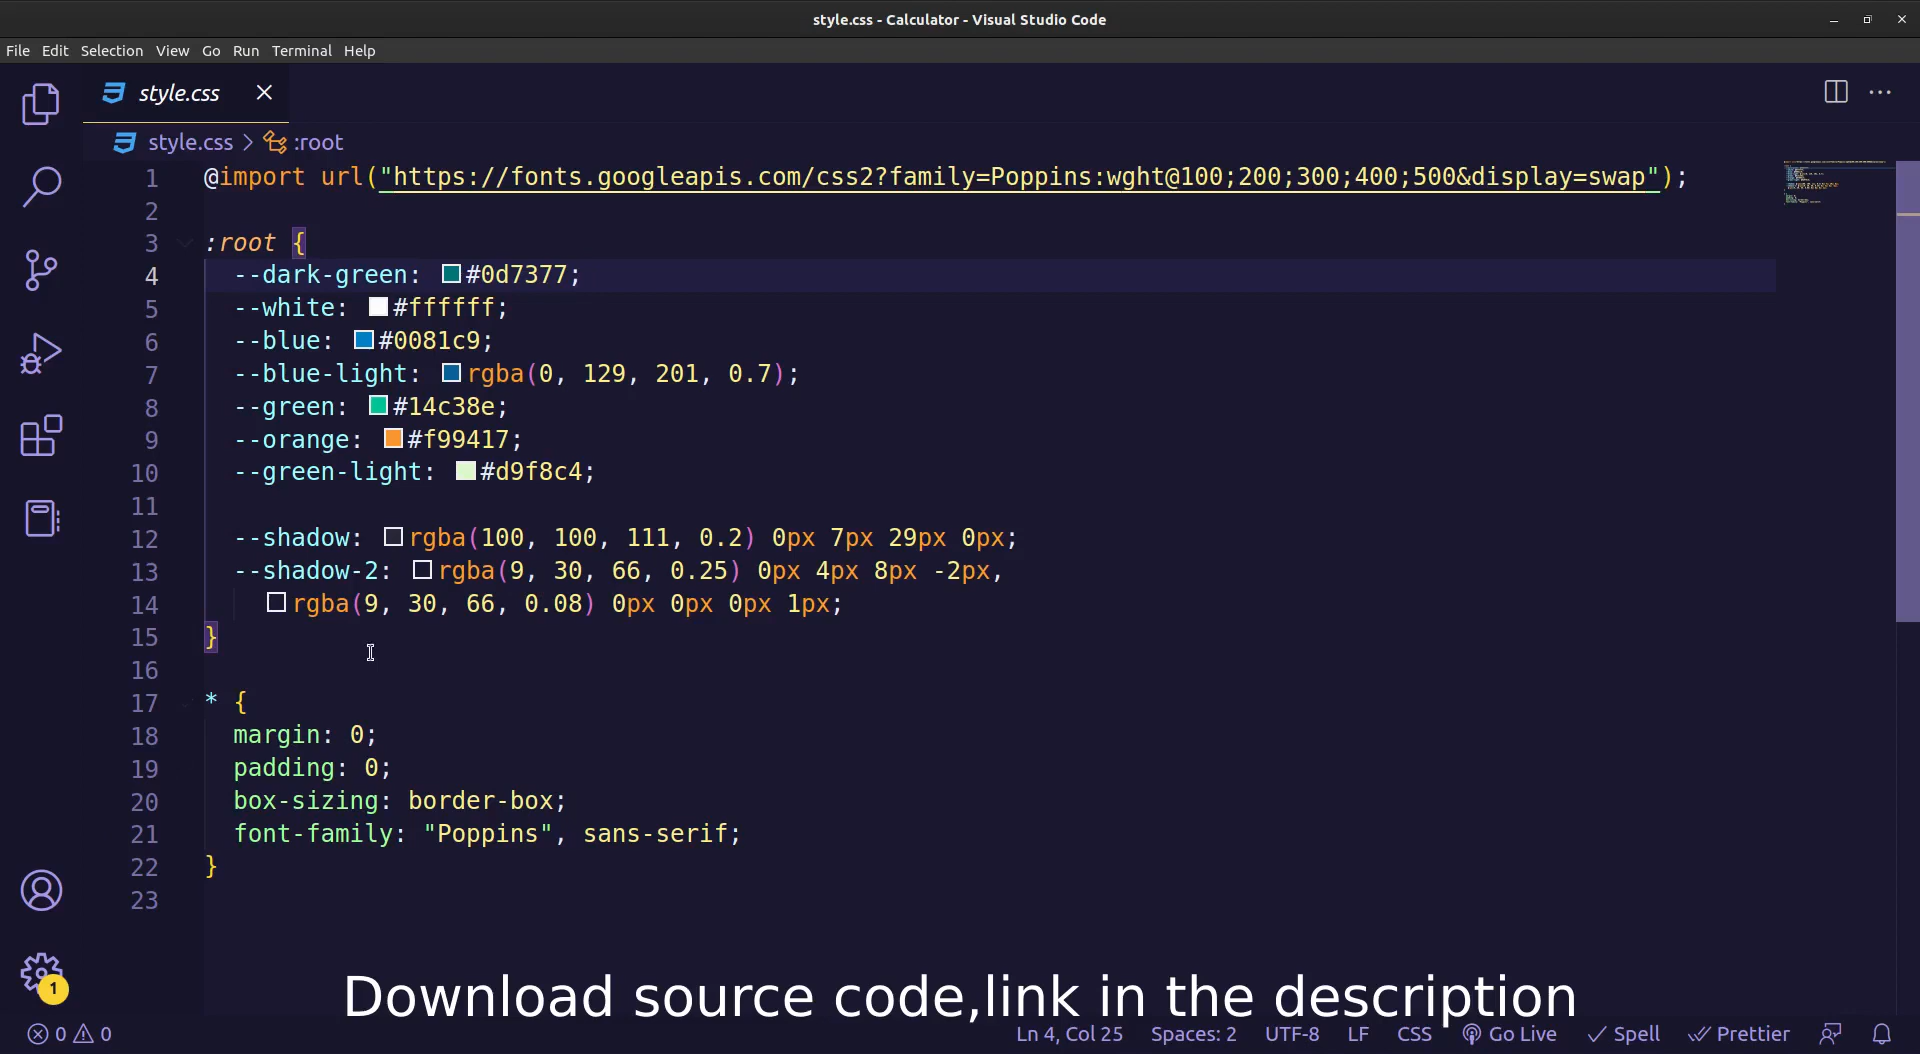 style.css - Calculator - Visual Studio Code
File Edit Selection View Go Run Terminal Help
style.css
style.css > :root
1 @import url("https://fonts.googleapis.com/css2?family=Poppins:wght@100;200;300;400;500&display=swap");
2
3 :root {
4 --dark-green: #0d7377;
5 --white: #ffffff;
6 --blue: #0081c9;
7 --blue-light: rgba(0, 129, 201, 0.7);
8 --green: #14c38e;
9 --orange: #f99417;
10 --green-light: #d9f8c4;
11
12 --shadow: rgba(100, 100, 111, 0.2) 0px 7px 29px 0px;
13 --shadow-2: rgba(9, 30, 66, 0.25) 0px 4px 8px -2px,
14 rgba(9, 30, 66, 0.08) 0px 0px 0px 1px;
15 }
16
17 * {
18 margin: 0;
19 padding: 0;
20 box-sizing: border-box;
21 font-family: "Poppins", sans-serif;
22 }
23
1
Download source code,link in the description
0 0 Ln 4, Col 25 Spaces: 2 UTF-8 LF CSS Go Live Spell Prettier